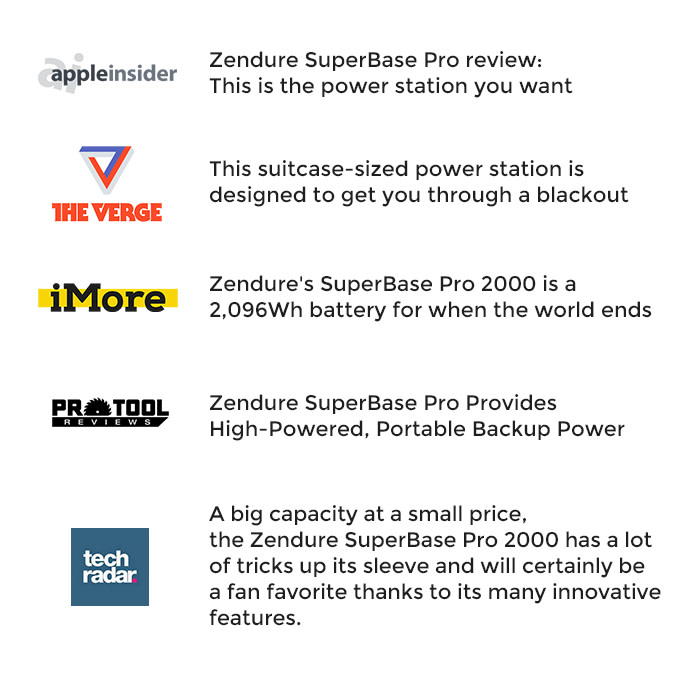 appleinsider
Zendure SuperBase Pro review:
This is the power station you want
THE VERGE
This suitcase-sized power station is
designed to get you through a blackout
iMore
Zendure's SuperBase Pro 2000 is a
2,096Wh battery for when the world ends
PRO TOOL
REVIEWS
Zendure SuperBase Pro Provides
High-Powered, Portable Backup Power
tech
radar.
A big capacity at a small price,
the Zendure SuperBase Pro 2000 has a lot
of tricks up its sleeve and will certainly be
a fan favorite thanks to its many innovative
features.